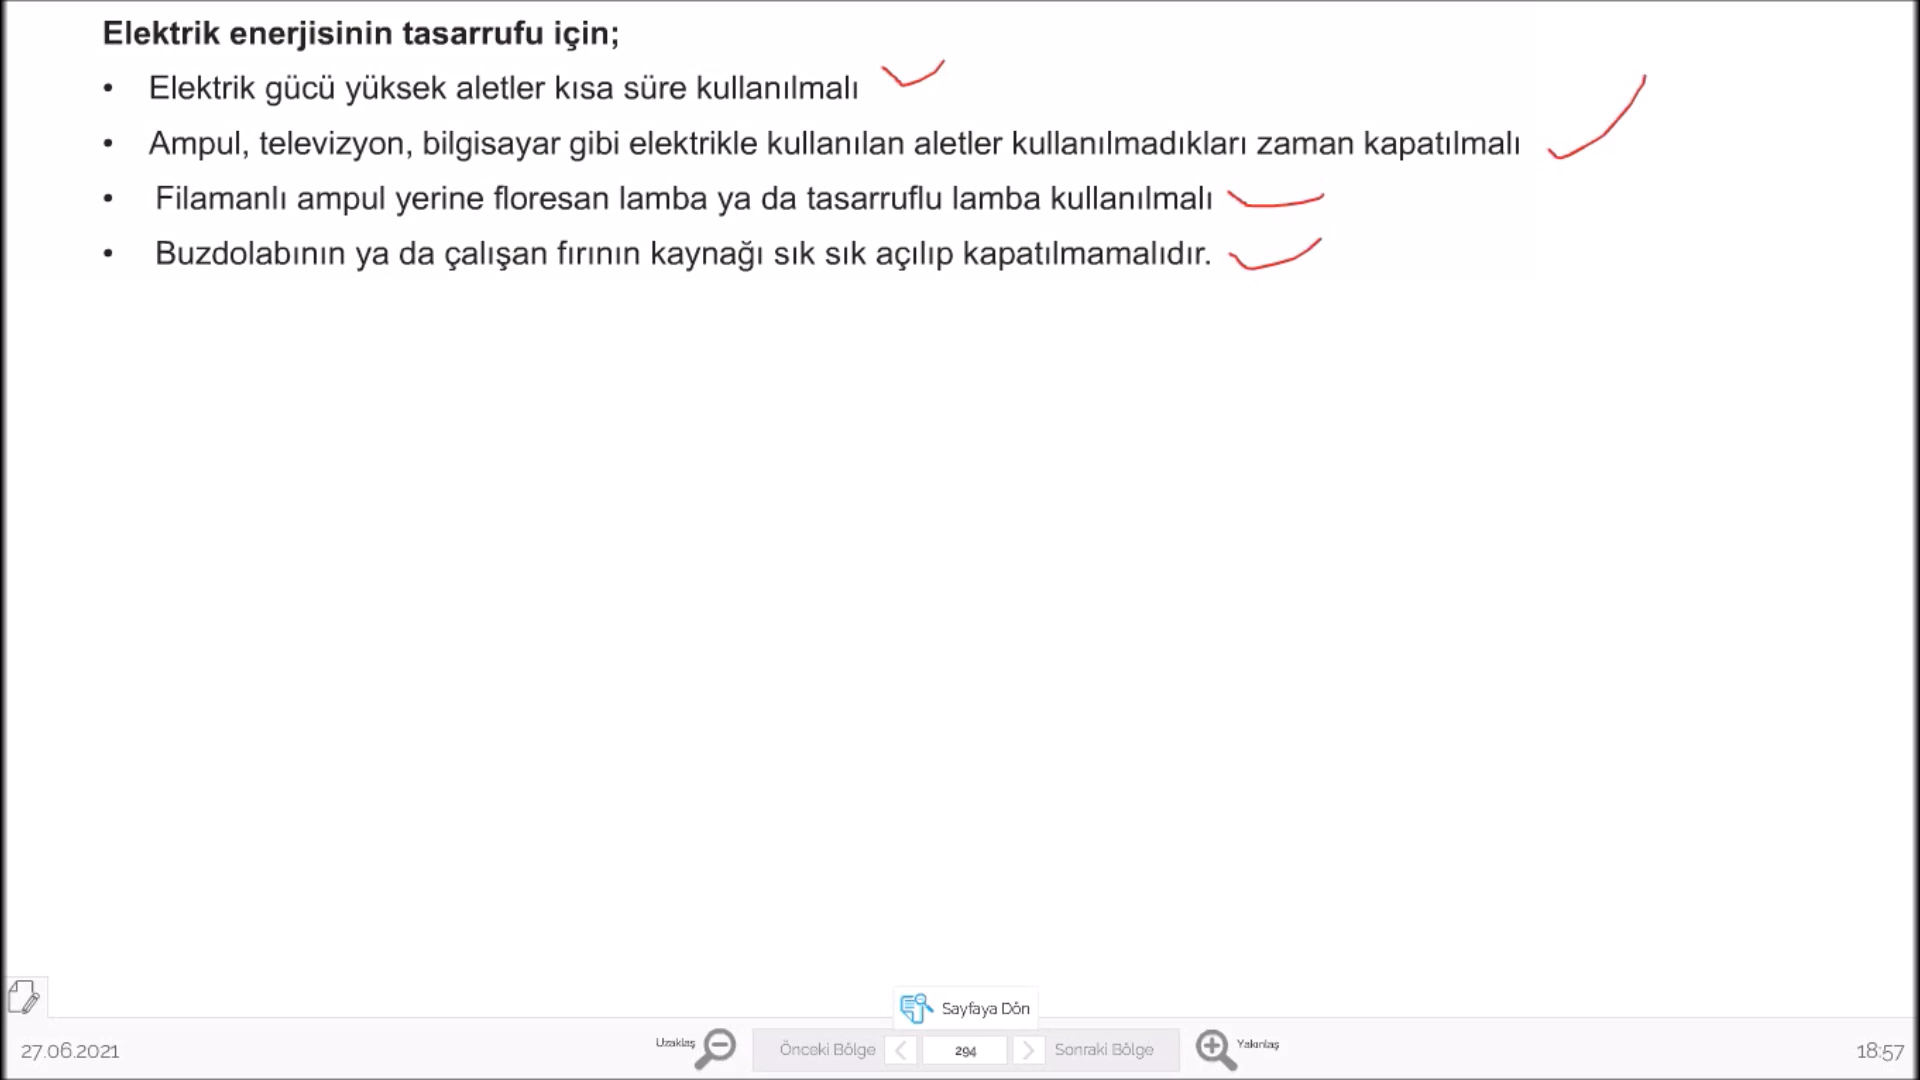 Elektrik enerjisinin tasarrufu için;
• Elektrik gücü yüksek aletler kısa süre kullanılmalı
• Ampul, televizyon, bilgisayar gibi elektrikle kullanılan aletler kullanılmadıkları zaman kapatılmalı
• Filamanlı ampul yerine floresan lamba ya da tasarruflu lamba kullanılmalı
• Buzdolabının ya da çalışan fırının kaynağı sık sık açılıp kapatılmamalıdır.
Sayfaya Dön
27.06.2021 Uzaklaş Önceki Bölge 294 Sonraki Bölge Yakınlaş 18:57